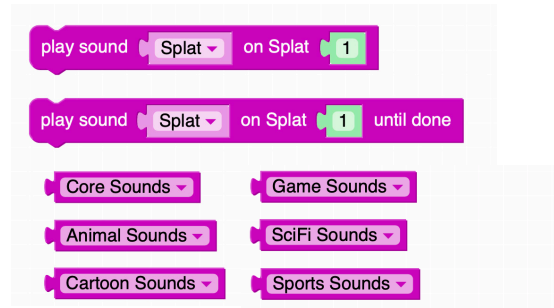 play sound Splat on Splat 1
play sound Splat on Splat 1 until done
Core Sounds Game Sounds
Animal Sounds SciFi Sounds
Cartoon Sounds Sports Sounds